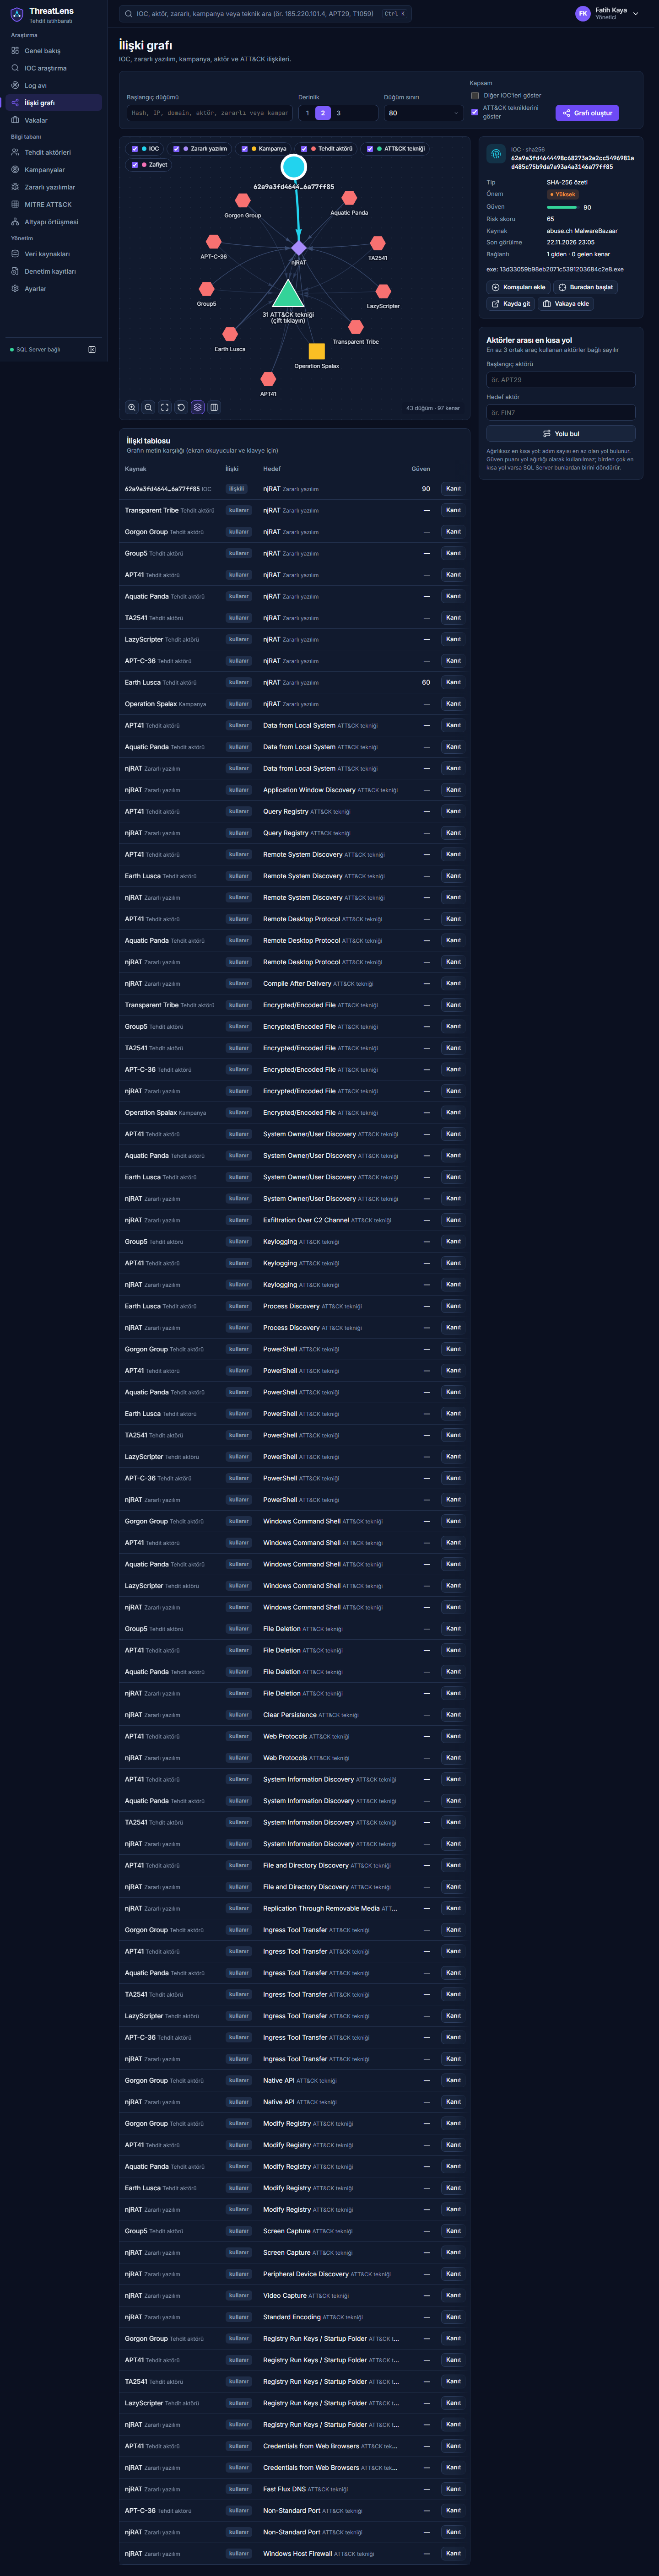 ThreatLens
Tehdit istihbaratı
IOC, aktör, zararlı, kampanya veya teknik ara (ör. 185.220.101.4, APT29, T1059)
Ctrl K
FK
Fatih Kaya
Yönetici
Araştırma
Genel bakış
IOC araştırma
Log avı
İlişki grafı
Vakalar
Bilgi tabanı
Tehdit aktörleri
Kampanyalar
Zararlı yazılımlar
MITRE ATT&CK
Altyapı örtüşmesi
Yönetim
Veri kaynakları
Denetim kayıtları
Ayarlar
SQL Server bağlı
İlişki grafı
IOC, zararlı yazılım, kampanya, aktör ve ATT&CK ilişkileri.
Başlangıç düğümü
Hash, IP, domain, aktör, zararlı veya kampar
Derinlik
1 2 3
Düğüm sınırı
80
Kapsam
Diğer IOC'leri göster
ATT&CK tekniklerini göster
Grafı oluştur
IOC
Zararlı yazılım
Kampanya
Tehdit aktörü
ATT&CK tekniği
Zafiyet
62a9a3fd4644…6a77ff85
Gorgon Group
Aquatic Panda
APT-C-36
njRAT
TA2541
Group5
LazyScripter
31 ATT&CK tekniği
(çift tıklayın)
Earth Lusca
Transparent Tribe
Operation Spalax
APT41
43 düğüm · 97 kenar
IOC · sha256
62a9a3fd4644498c68273a2e2cc5496981a
d485c75b9da7a93a4a3146a77ff85
Tip SHA-256 özeti
Önem Yüksek
Güven 90
Risk skoru 65
Kaynak abuse.ch MalwareBazaar
Son görülme 22.11.2026 23:05
Bağlantı 1 giden · 0 gelen kenar
exe: 13d33059b98eb2071c5391203684c2e8.exe
Komşuları ekle
Buradan başlat
Kayda git
Vakaya ekle
Aktörler arası en kısa yol
En az 3 ortak araç kullanan aktörler bağlı sayılır
Başlangıç aktörü
ör. APT29
Hedef aktör
ör. FIN7
Yolu bul
Ağırlıksız en kısa yol: adım sayısı en az olan yol bulunur.
Güven puanı yol ağırlığı olarak kullanılmaz; birden çok en
kısa yol varsa SQL Server bunlardan birini döndürür.
İlişki tablosu
Grafın metin karşılığı (ekran okuyucular ve klavye için)
Kaynak İlişki Hedef Güven
62a9a3fd4644…6a77ff85 IOC ilişkili njRAT Zararlı yazılım 90 Kanıt
Transparent Tribe Tehdit aktörü kullanır njRAT Zararlı yazılım — Kanıt
Gorgon Group Tehdit aktörü kullanır njRAT Zararlı yazılım — Kanıt
Group5 Tehdit aktörü kullanır njRAT Zararlı yazılım — Kanıt
APT41 Tehdit aktörü kullanır njRAT Zararlı yazılım — Kanıt
Aquatic Panda Tehdit aktörü kullanır njRAT Zararlı yazılım — Kanıt
TA2541 Tehdit aktörü kullanır njRAT Zararlı yazılım — Kanıt
LazyScripter Tehdit aktörü kullanır njRAT Zararlı yazılım — Kanıt
APT-C-36 Tehdit aktörü kullanır njRAT Zararlı yazılım — Kanıt
Earth Lusca Tehdit aktörü kullanır njRAT Zararlı yazılım 60 Kanıt
Operation Spalax Kampanya kullanır njRAT Zararlı yazılım — Kanıt
APT41 Tehdit aktörü kullanır Data from Local System ATT&CK tekniği — Kanıt
Aquatic Panda Tehdit aktörü kullanır Data from Local System ATT&CK tekniği — Kanıt
njRAT Zararlı yazılım kullanır Data from Local System ATT&CK tekniği — Kanıt
njRAT Zararlı yazılım kullanır Application Window Discovery ATT&CK tekniği — Kanıt
APT41 Tehdit aktörü kullanır Query Registry ATT&CK tekniği — Kanıt
njRAT Zararlı yazılım kullanır Query Registry ATT&CK tekniği — Kanıt
APT41 Tehdit aktörü kullanır Remote System Discovery ATT&CK tekniği — Kanıt
Earth Lusca Tehdit aktörü kullanır Remote System Discovery ATT&CK tekniği — Kanıt
njRAT Zararlı yazılım kullanır Remote System Discovery ATT&CK tekniği — Kanıt
APT41 Tehdit aktörü kullanır Remote Desktop Protocol ATT&CK tekniği — Kanıt
Aquatic Panda Tehdit aktörü kullanır Remote Desktop Protocol ATT&CK tekniği — Kanıt
njRAT Zararlı yazılım kullanır Remote Desktop Protocol ATT&CK tekniği — Kanıt
njRAT Zararlı yazılım kullanır Compile After Delivery ATT&CK tekniği — Kanıt
Transparent Tribe Tehdit aktörü kullanır Encrypted/Encoded File ATT&CK tekniği — Kanıt
Group5 Tehdit aktörü kullanır Encrypted/Encoded File ATT&CK tekniği — Kanıt
TA2541 Tehdit aktörü kullanır Encrypted/Encoded File ATT&CK tekniği — Kanıt
APT-C-36 Tehdit aktörü kullanır Encrypted/Encoded File ATT&CK tekniği — Kanıt
njRAT Zararlı yazılım kullanır Encrypted/Encoded File ATT&CK tekniği — Kanıt
Operation Spalax Kampanya kullanır Encrypted/Encoded File ATT&CK tekniği — Kanıt
APT41 Tehdit aktörü kullanır System Owner/User Discovery ATT&CK tekniği — Kanıt
Aquatic Panda Tehdit aktörü kullanır System Owner/User Discovery ATT&CK tekniği — Kanıt
Earth Lusca Tehdit aktörü kullanır System Owner/User Discovery ATT&CK tekniği — Kanıt
njRAT Zararlı yazılım kullanır System Owner/User Discovery ATT&CK tekniği — Kanıt
njRAT Zararlı yazılım kullanır Exfiltration Over C2 Channel ATT&CK tekniği — Kanıt
Group5 Tehdit aktörü kullanır Keylogging ATT&CK tekniği — Kanıt
APT41 Tehdit aktörü kullanır Keylogging ATT&CK tekniği — Kanıt
njRAT Zararlı yazılım kullanır Keylogging ATT&CK tekniği — Kanıt
Earth Lusca Tehdit aktörü kullanır Process Discovery ATT&CK tekniği — Kanıt
njRAT Zararlı yazılım kullanır Process Discovery ATT&CK tekniği — Kanıt
Gorgon Group Tehdit aktörü kullanır PowerShell ATT&CK tekniği — Kanıt
APT41 Tehdit aktörü kullanır PowerShell ATT&CK tekniği — Kanıt
Aquatic Panda Tehdit aktörü kullanır PowerShell ATT&CK tekniği — Kanıt
Earth Lusca Tehdit aktörü kullanır PowerShell ATT&CK tekniği — Kanıt
TA2541 Tehdit aktörü kullanır PowerShell ATT&CK tekniği — Kanıt
LazyScripter Tehdit aktörü kullanır PowerShell ATT&CK tekniği — Kanıt
APT-C-36 Tehdit aktörü kullanır PowerShell ATT&CK tekniği — Kanıt
njRAT Zararlı yazılım kullanır PowerShell ATT&CK tekniği — Kanıt
Gorgon Group Tehdit aktörü kullanır Windows Command Shell ATT&CK tekniği — Kanıt
APT41 Tehdit aktörü kullanır Windows Command Shell ATT&CK tekniği — Kanıt
Aquatic Panda Tehdit aktörü kullanır Windows Command Shell ATT&CK tekniği — Kanıt
LazyScripter Tehdit aktörü kullanır Windows Command Shell ATT&CK tekniği — Kanıt
njRAT Zararlı yazılım kullanır Windows Command Shell ATT&CK tekniği — Kanıt
Group5 Tehdit aktörü kullanır File Deletion ATT&CK tekniği — Kanıt
APT41 Tehdit aktörü kullanır File Deletion ATT&CK tekniği — Kanıt
Aquatic Panda Tehdit aktörü kullanır File Deletion ATT&CK tekniği — Kanıt
njRAT Zararlı yazılım kullanır File Deletion ATT&CK tekniği — Kanıt
njRAT Zararlı yazılım kullanır Clear Persistence ATT&CK tekniği — Kanıt
APT41 Tehdit aktörü kullanır Web Protocols ATT&CK tekniği — Kanıt
njRAT Zararlı yazılım kullanır Web Protocols ATT&CK tekniği — Kanıt
APT41 Tehdit aktörü kullanır System Information Discovery ATT&CK tekniği — Kanıt
Aquatic Panda Tehdit aktörü kullanır System Information Discovery ATT&CK tekniği — Kanıt
TA2541 Tehdit aktörü kullanır System Information Discovery ATT&CK tekniği — Kanıt
njRAT Zararlı yazılım kullanır System Information Discovery ATT&CK tekniği — Kanıt
APT41 Tehdit aktörü kullanır File and Directory Discovery ATT&CK tekniği — Kanıt
njRAT Zararlı yazılım kullanır File and Directory Discovery ATT&CK tekniği — Kanıt
njRAT Zararlı yazılım kullanır Replication Through Removable Media ATT… — Kanıt
Gorgon Group Tehdit aktörü kullanır Ingress Tool Transfer ATT&CK tekniği — Kanıt
APT41 Tehdit aktörü kullanır Ingress Tool Transfer ATT&CK tekniği — Kanıt
Aquatic Panda Tehdit aktörü kullanır Ingress Tool Transfer ATT&CK tekniği — Kanıt
TA2541 Tehdit aktörü kullanır Ingress Tool Transfer ATT&CK tekniği — Kanıt
LazyScripter Tehdit aktörü kullanır Ingress Tool Transfer ATT&CK tekniği — Kanıt
APT-C-36 Tehdit aktörü kullanır Ingress Tool Transfer ATT&CK tekniği — Kanıt
njRAT Zararlı yazılım kullanır Ingress Tool Transfer ATT&CK tekniği — Kanıt
Gorgon Group Tehdit aktörü kullanır Native API ATT&CK tekniği — Kanıt
njRAT Zararlı yazılım kullanır Native API ATT&CK tekniği — Kanıt
Gorgon Group Tehdit aktörü kullanır Modify Registry ATT&CK tekniği — Kanıt
APT41 Tehdit aktörü kullanır Modify Registry ATT&CK tekniği — Kanıt
Aquatic Panda Tehdit aktörü kullanır Modify Registry ATT&CK tekniği — Kanıt
Earth Lusca Tehdit aktörü kullanır Modify Registry ATT&CK tekniği — Kanıt
njRAT Zararlı yazılım kullanır Modify Registry ATT&CK tekniği — Kanıt
Group5 Tehdit aktörü kullanır Screen Capture ATT&CK tekniği — Kanıt
njRAT Zararlı yazılım kullanır Screen Capture ATT&CK tekniği — Kanıt
njRAT Zararlı yazılım kullanır Peripheral Device Discovery ATT&CK tekniği — Kanıt
njRAT Zararlı yazılım kullanır Video Capture ATT&CK tekniği — Kanıt
njRAT Zararlı yazılım kullanır Standard Encoding ATT&CK tekniği — Kanıt
Gorgon Group Tehdit aktörü kullanır Registry Run Keys / Startup Folder ATT&CK t… — Kanıt
APT41 Tehdit aktörü kullanır Registry Run Keys / Startup Folder ATT&CK t… — Kanıt
TA2541 Tehdit aktörü kullanır Registry Run Keys / Startup Folder ATT&CK t… — Kanıt
LazyScripter Tehdit aktörü kullanır Registry Run Keys / Startup Folder ATT&CK t… — Kanıt
njRAT Zararlı yazılım kullanır Registry Run Keys / Startup Folder ATT&CK t… — Kanıt
APT41 Tehdit aktörü kullanır Credentials from Web Browsers ATT&CK tek… — Kanıt
njRAT Zararlı yazılım kullanır Credentials from Web Browsers ATT&CK tek… — Kanıt
njRAT Zararlı yazılım kullanır Fast Flux DNS ATT&CK tekniği — Kanıt
APT-C-36 Tehdit aktörü kullanır Non-Standard Port ATT&CK tekniği — Kanıt
njRAT Zararlı yazılım kullanır Non-Standard Port ATT&CK tekniği — Kanıt
njRAT Zararlı yazılım kullanır Windows Host Firewall ATT&CK tekniği — Kanıt